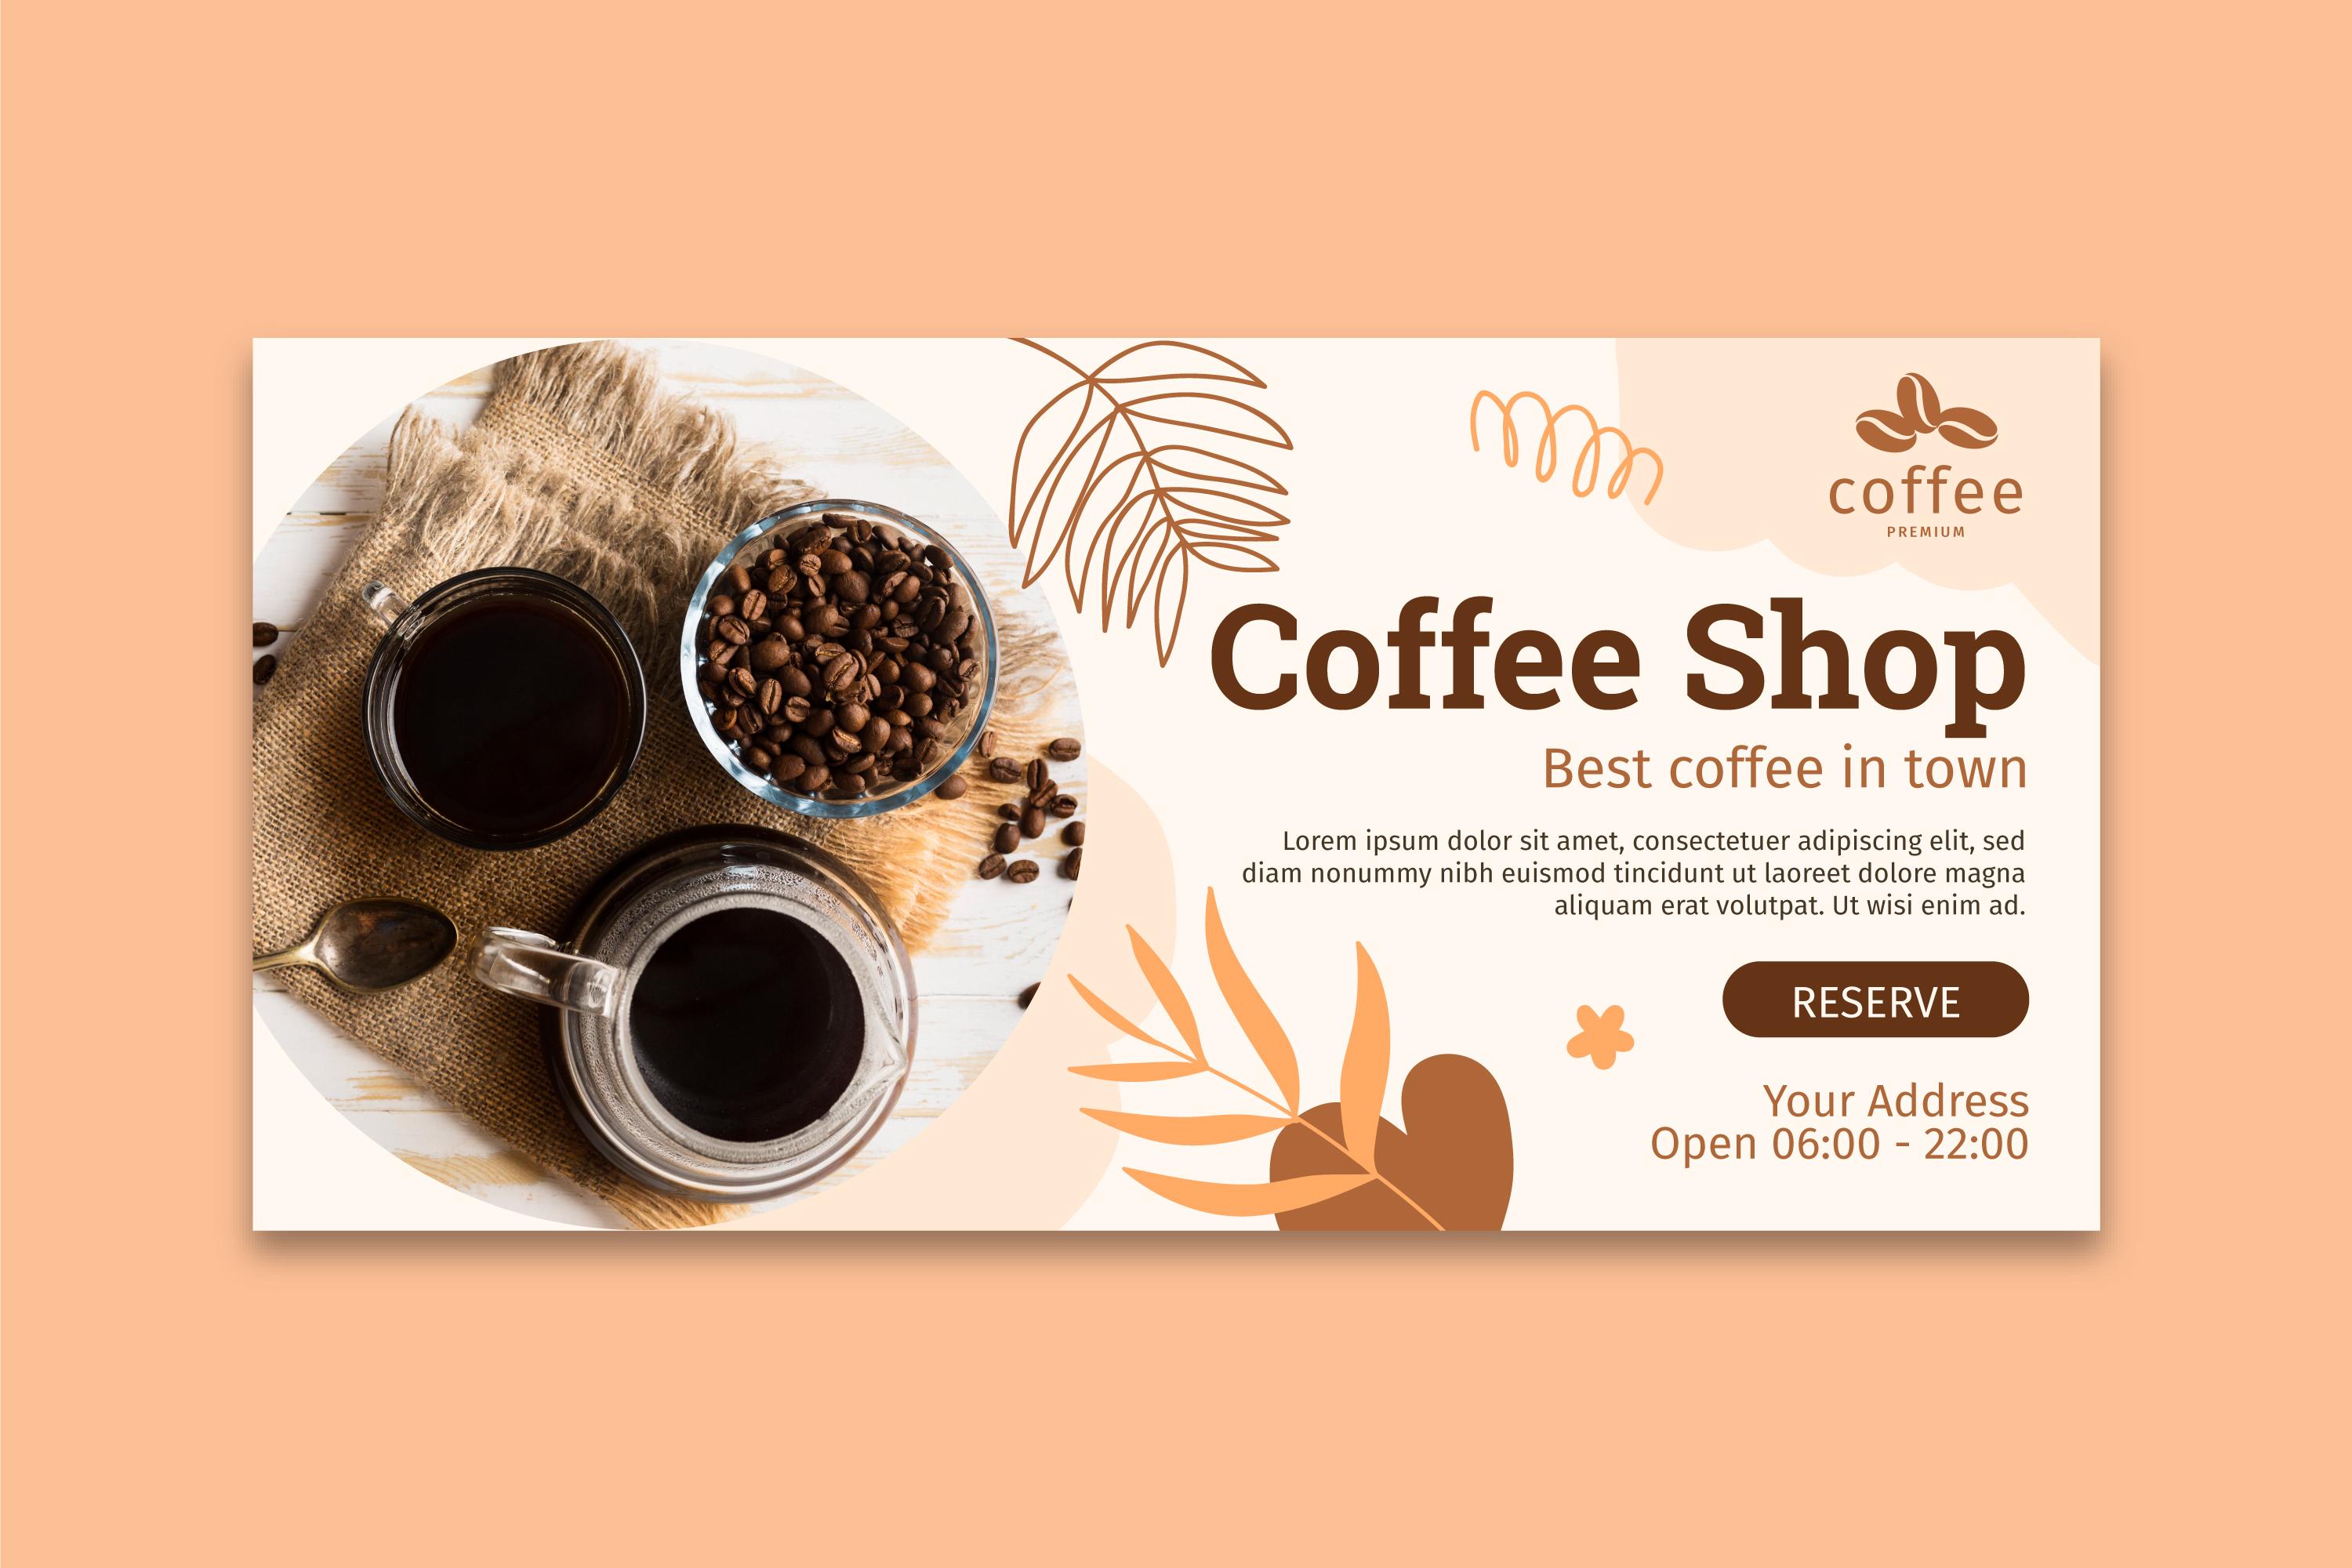 coffee
PREMIUM
Coffee Shop
Best coffee in town
Lorem ipsum dolor sit amet, consectetuer adipiscing elit, sed
diam nonummy nibh euismod tincidunt ut laoreet dolore magna
aliquam erat volutpat. Ut wisi enim ad.
RESERVE
Your Address
Open 06:00 - 22:00